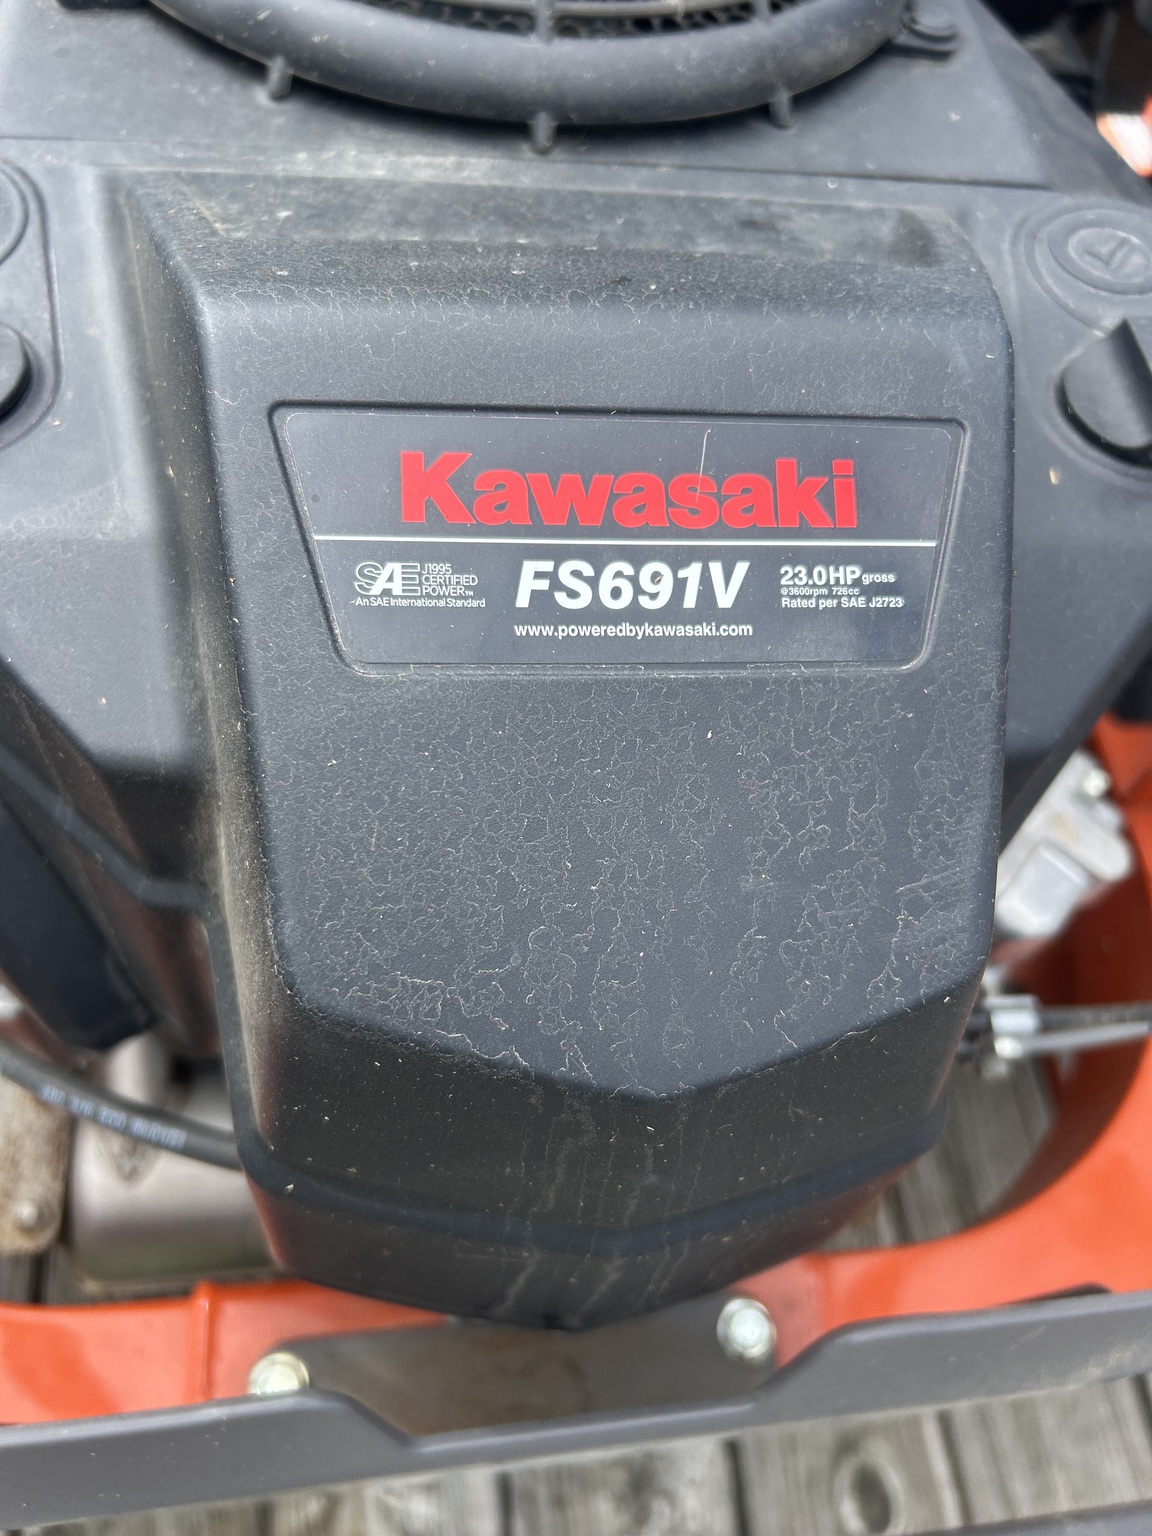 Kawasaki
SAE J1995
CERTIFIED
POWER™
An SAE International Standard
FS691V
23.0HP gross
@3600rpm 726cc
Rated per SAE J2723
www.poweredbykawasaki.com